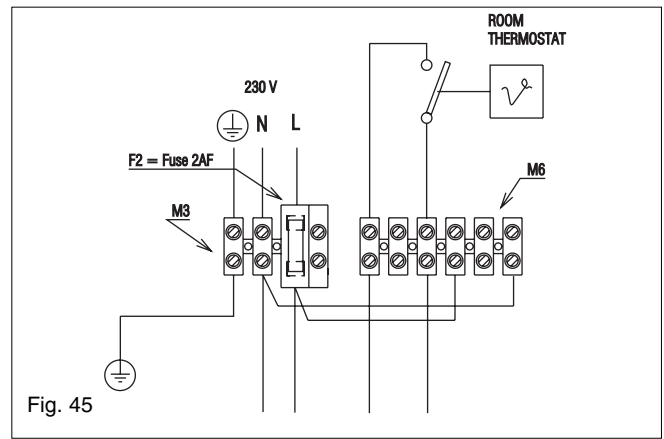 ROOM
THERMOSTAT
230 V
N L
F2 = Fuse 2AF
M6
M3
Fig. 45